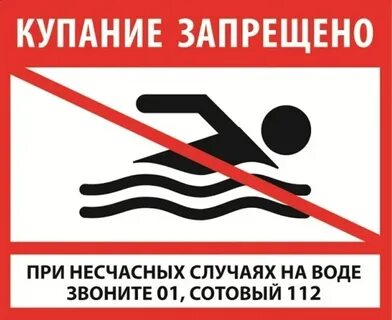 КУПАНИЕ ЗАПРЕЩЕНО
ПРИ НЕСЧАСНЫХ СЛУЧАЯХ НА ВОДЕ
ЗВОНИТЕ 01, СОТОВЫЙ 112